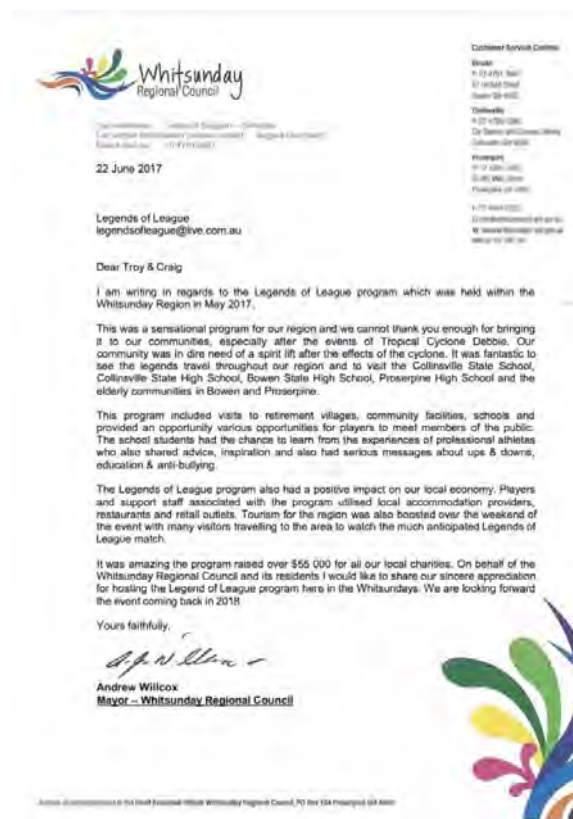 Whitsunday
Regional Council
Customer Service Centres
Bowen
Collinsville
Proserpine
22 June 2017
Legends of League
legendsofleague@live.com.au
Dear Troy & Craig
I am writing in regards to the Legends of League program which was held within the
Whitsunday Region in May 2017.
This was a sensational program for our region and we cannot thank you enough for bringing
it to our communities, especially after the events of Tropical Cyclone Debbie. Our
community was in dire need of a spirit lift after the effects of the cyclone. It was fantastic to
see the legends travel throughout our region and to visit the Collinsville State School,
Collinsville State High School, Bowen State High School, Proserpine High School and the
elderly communities in Bowen and Proserpine.
This program included visits to retirement villages, community facilities, schools and
provided an opportunity various opportunities for players to meet members of the public.
The school students had the chance to learn from the experiences of professional athletes
who also shared advice, inspiration and also had serious messages about ups & downs,
education & anti-bullying.
The Legends of League program also had a positive impact on our local economy. Players
and support staff associated with the program utilised local accommodation providers,
restaurants and retail outlets. Tourism for the region was also boosted over the weekend of
the event with many visitors travelling to the area to watch the much anticipated Legends of
League match.
It was amazing the program raised over $55 000 for all our local charities. On behalf of the
Whitsunday Regional Council and its residents I would like to share our sincere appreciation
for hosting the Legend of League program here in the Whitsundays. We are looking forward
the event coming back in 2018
Yours faithfully,
Andrew Willcox
Mayor – Whitsunday Regional Council